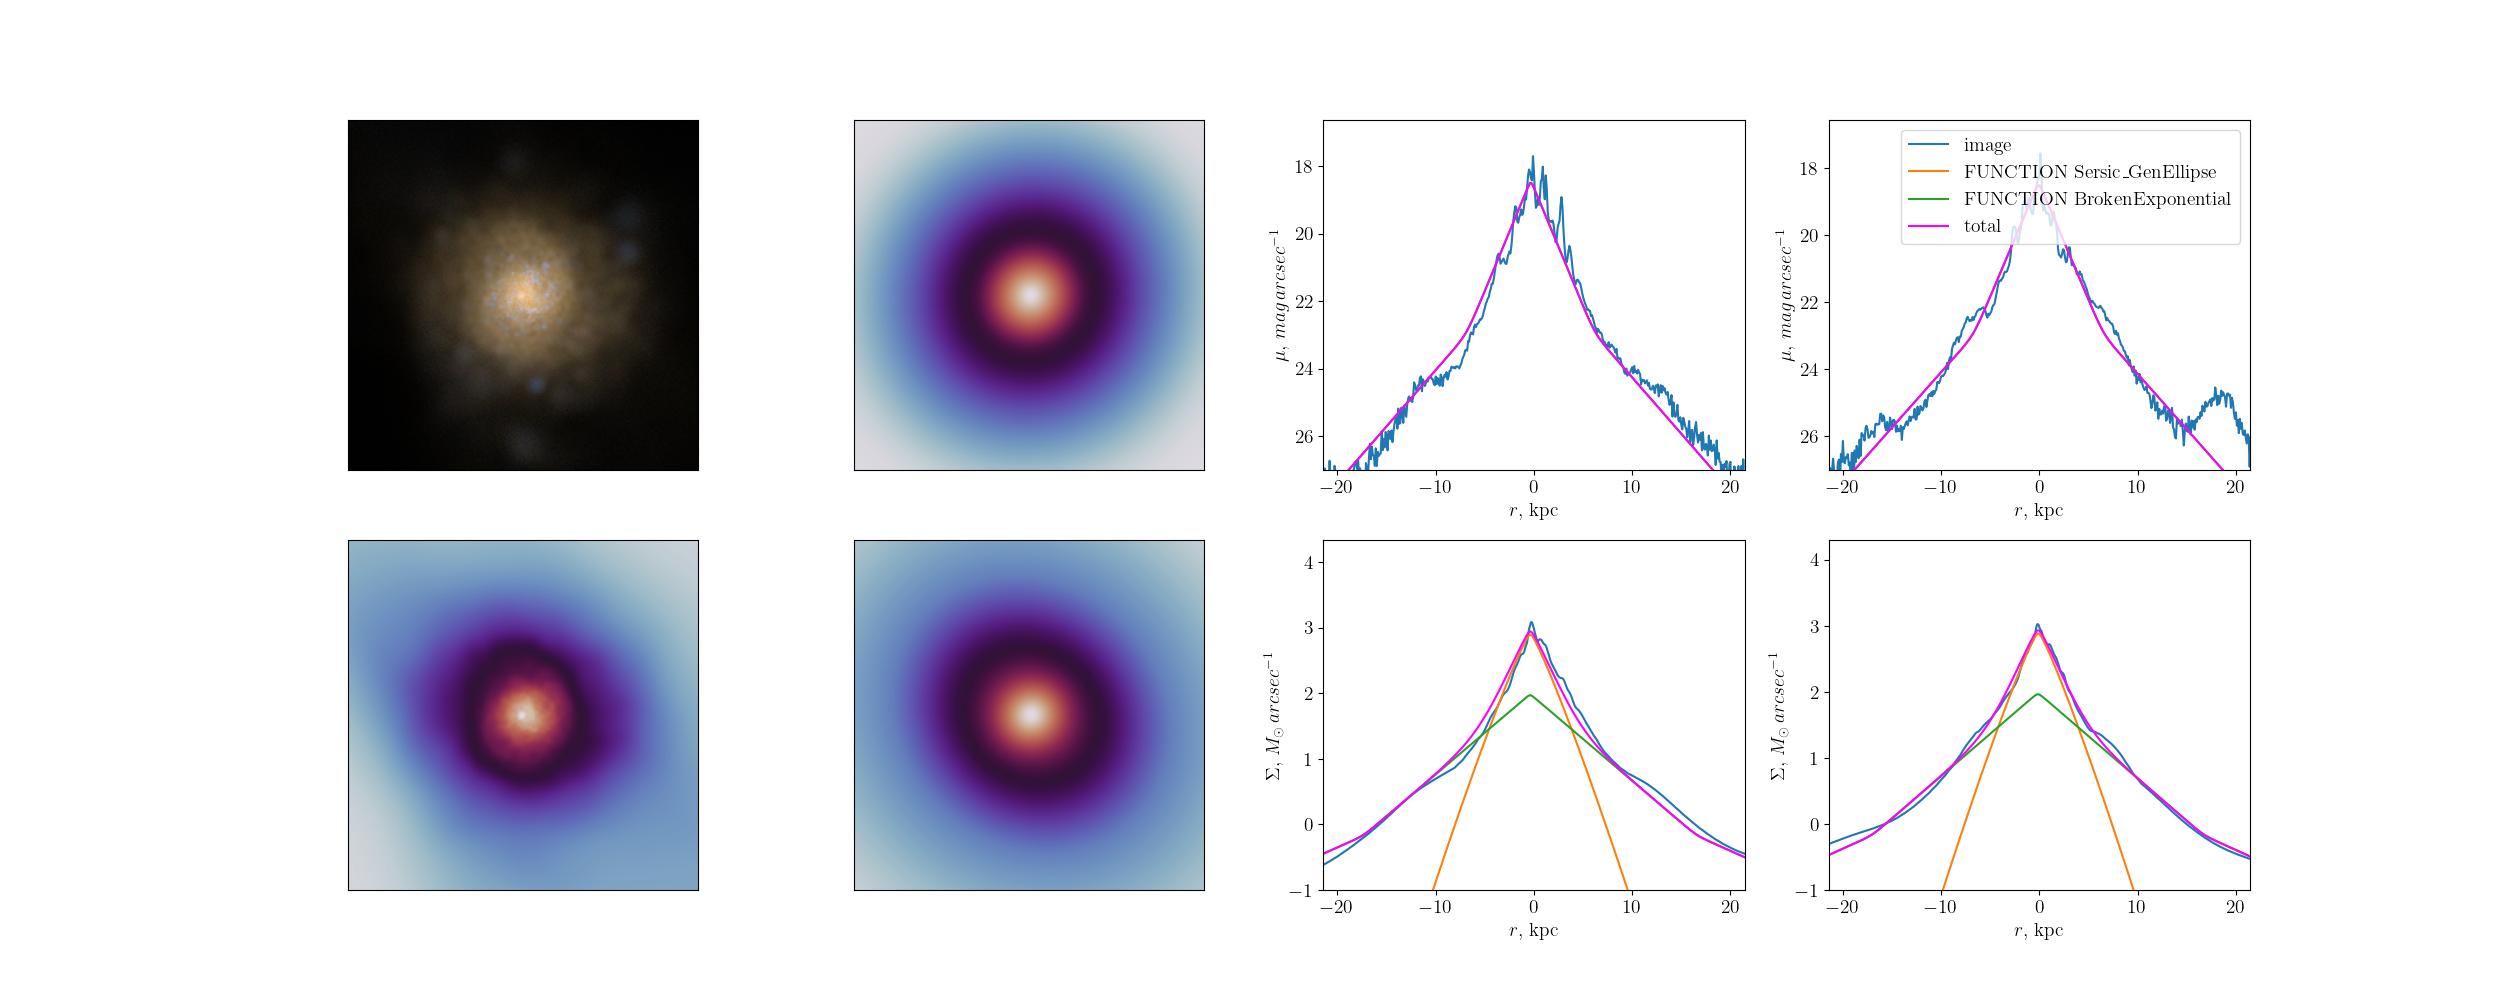 18
20
22
24
26
μ, mag arcsec⁻¹
−20 −10 0 10 20
r, kpc
18
20
22
24
26
μ, mag arcsec⁻¹
image
FUNCTION Sersic_GenEllipse
FUNCTION BrokenExponential
total
−20 −10 0 10 20
r, kpc
4
3
2
1
0
−1
Σ, M⊙ arcsec⁻¹
−20 −10 0 10 20
r, kpc
4
3
2
1
0
−1
Σ, M⊙ arcsec⁻¹
−20 −10 0 10 20
r, kpc